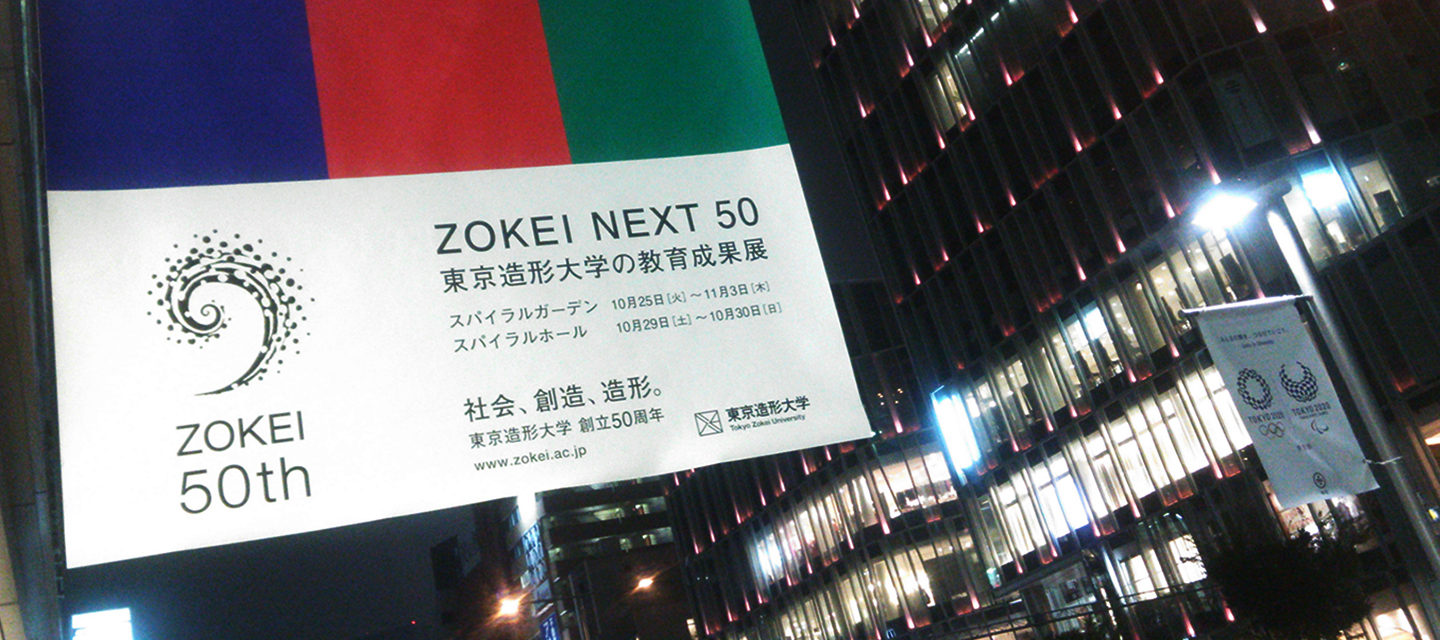 ZOKEI NEXT 50
東京造形大学の教育成果展
スパイラルガーデン 10月25日[火]〜11月3日[木]
スパイラルホール 10月29日[土]〜10月30日[日]
ZOKEI
50th
社会、創造、造形。
東京造形大学 創立50周年
www.zokei.ac.jp
東京造形大学
Tokyo Zokei University
TOKYO 2020
TOKYO 2020